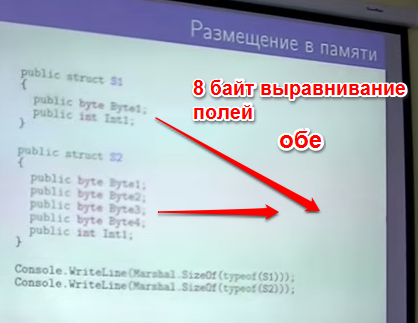 Размещение в памяти
public struct S1
{
public byte Byte1;
public int Int1;
}
8 байт выравнивание
полей
обе
public struct S2
{
public byte Byte1;
public byte Byte2;
public byte Byte3;
public byte Byte4;
public int Int1;
}
Console.WriteLine(Marshal.SizeOf(typeof(S1)));
Console.WriteLine(Marshal.SizeOf(typeof(S2)));